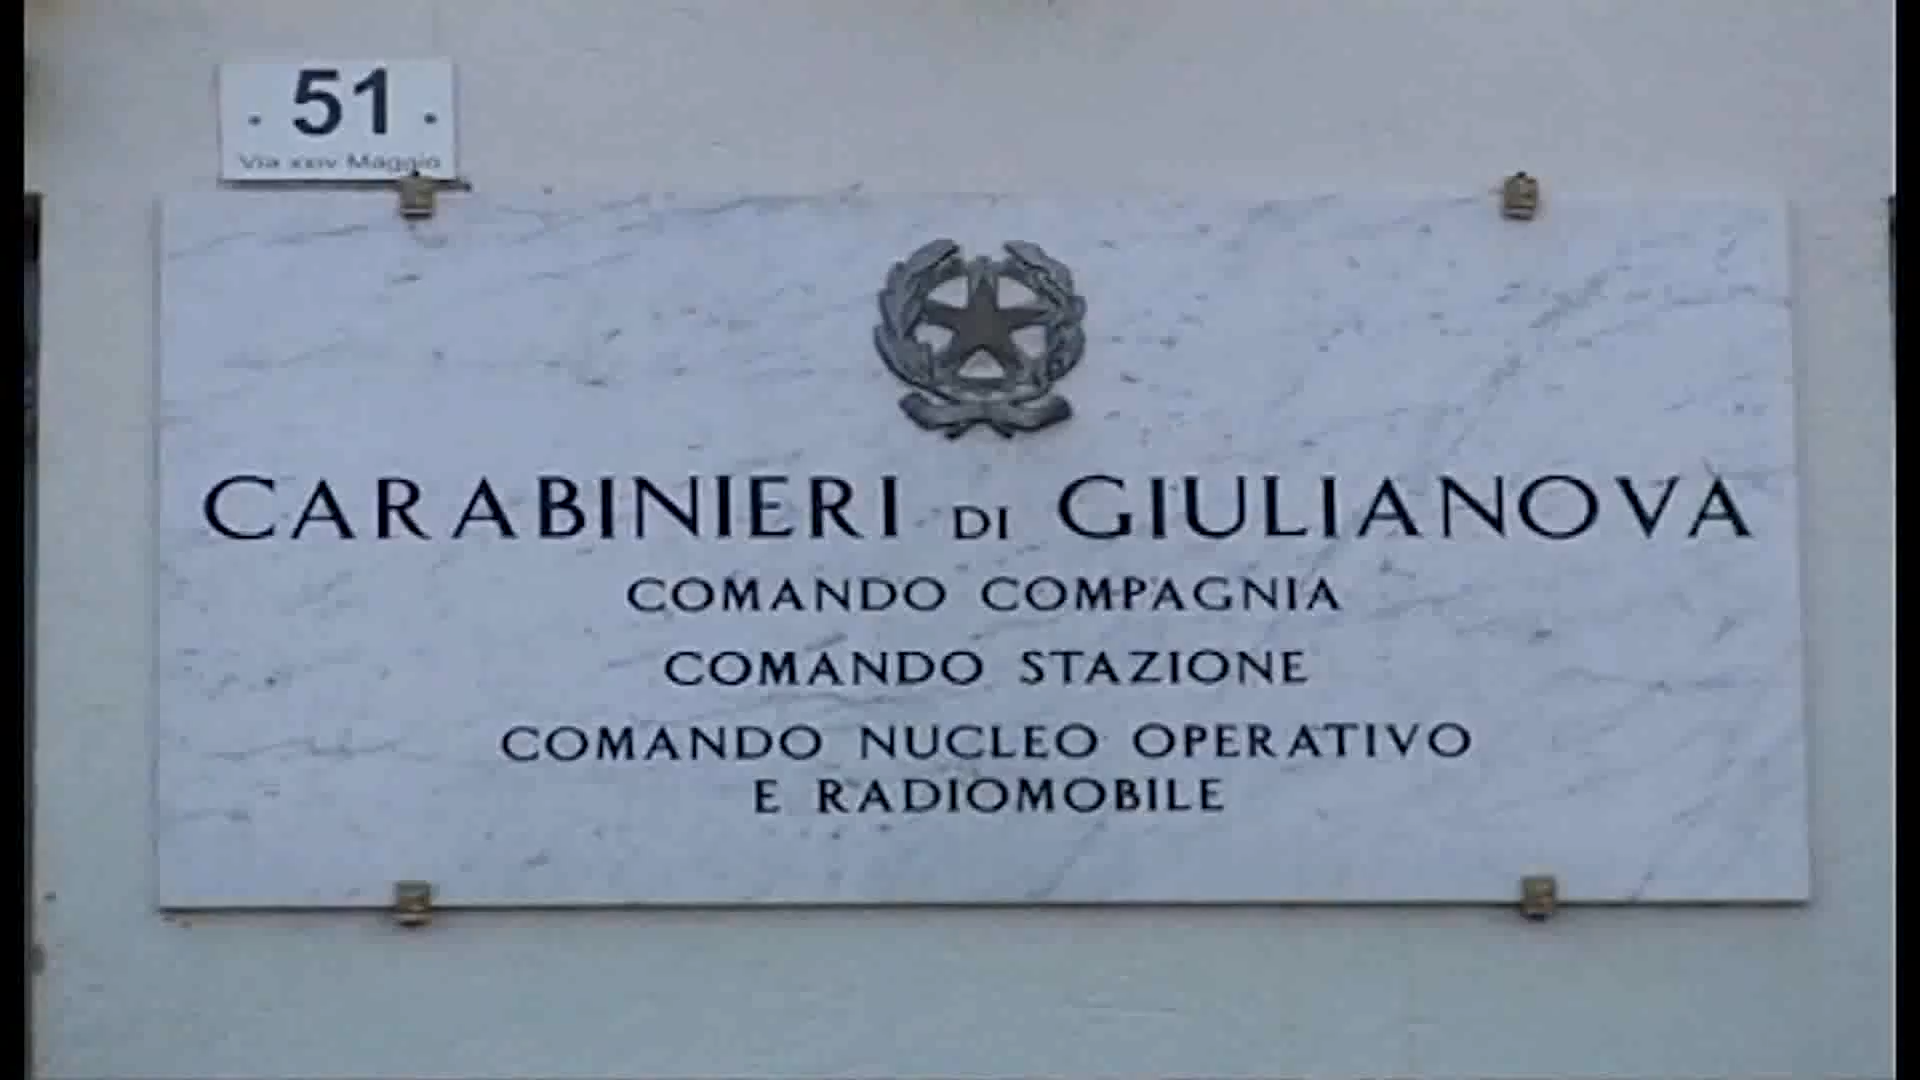 51
Via xxiv Maggio
CARABINIERI DI GIULIANOVA
COMANDO COMPAGNIA
COMANDO STAZIONE
COMANDO NUCLEO OPERATIVO
E RADIOMOBILE